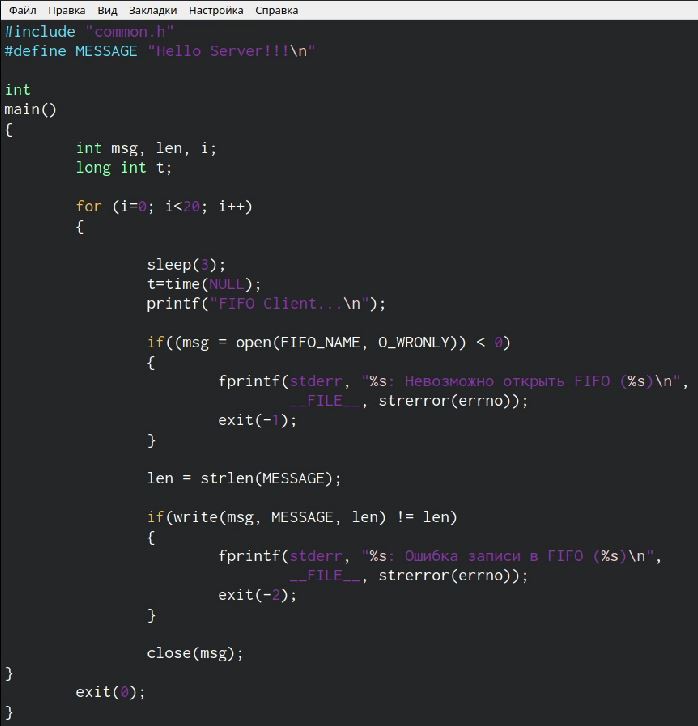 Файл Правка Вид Закладки Настройка Справка
#include "common.h"
#define MESSAGE "Hello Server!!!\n"
int
main()
{
int msg, len, i;
long int t;
for (i=0; i<20; i++)
{
sleep(3);
t=time(NULL);
printf("FIFO Client...\n");
if((msg = open(FIFO_NAME, O_WRONLY)) < 0)
{
fprintf(stderr, "%s: Невозможно открыть FIFO (%s)\n",
__FILE__, strerror(errno));
exit(-1);
}
len = strlen(MESSAGE);
if(write(msg, MESSAGE, len) != len)
{
fprintf(stderr, "%s: Ошибка записи в FIFO (%s)\n",
__FILE__, strerror(errno));
exit(-2);
}
close(msg);
}
exit(0);
}